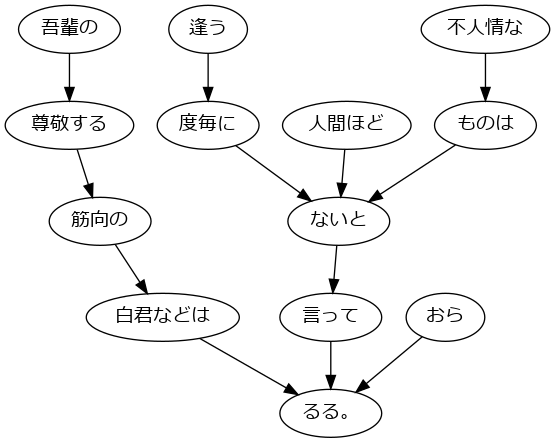 吾輩の
逢う
不人情な
尊敬する
度毎に
人間ほど
ものは
筋向の
ないと
白君などは
言って
おら
るる。